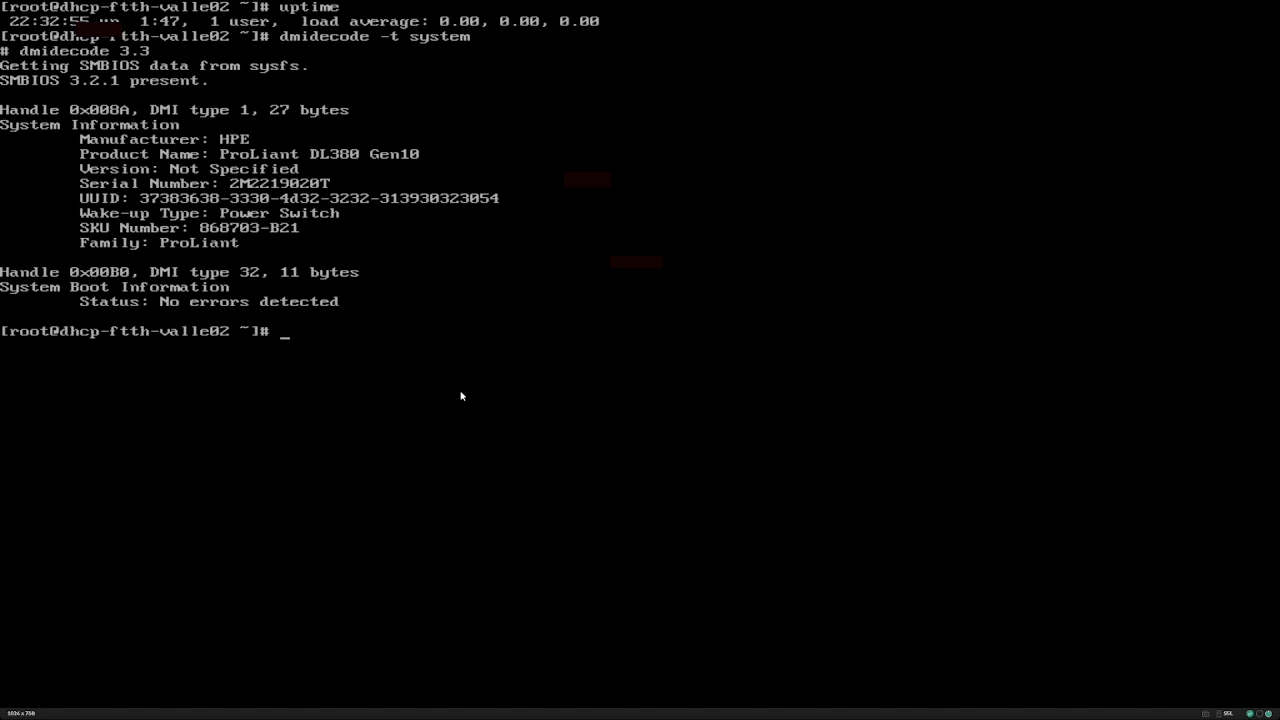 [root@dhcp-ftth-valle02 ~]# uptime
22:32:55 up 1:47, 1 user, load average: 0.00, 0.00, 0.00
[root@dhcp-ftth-valle02 ~]# dmidecode -t system
# dmidecode 3.3
Getting SMBIOS data from sysfs.
SMBIOS 3.2.1 present.
Handle 0x008A, DMI type 1, 27 bytes
System Information
Manufacturer: HPE
Product Name: ProLiant DL380 Gen10
Version: Not Specified
Serial Number: 2M2219020T
UUID: 37383638-3330-4d32-3232-313930323054
Wake-up Type: Power Switch
SKU Number: 868703-B21
Family: ProLiant
Handle 0x00B0, DMI type 32, 11 bytes
System Boot Information
Status: No errors detected
[root@dhcp-ftth-valle02 ~]# _
1024 x 768 SSL